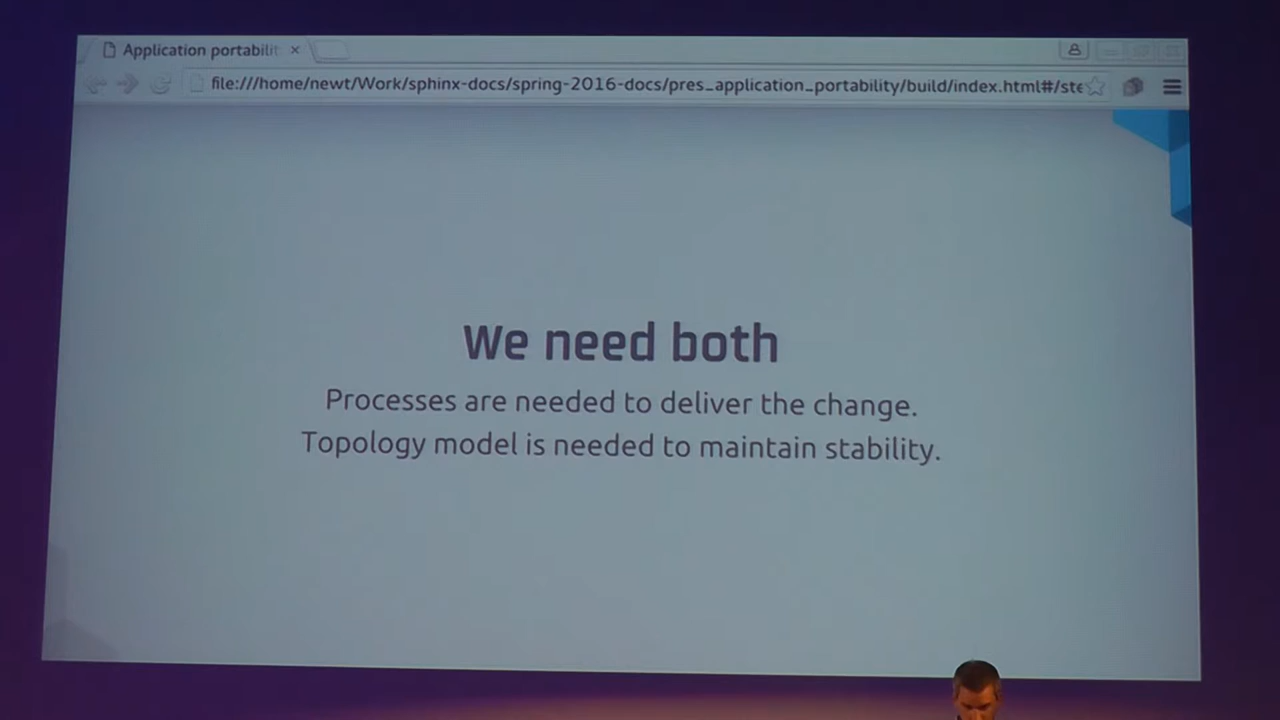 Application portabilit
file:///home/newt/Work/sphinx-docs/spring-2016-docs/pres_application_portability/build/index.html#/ste
We need both
Processes are needed to deliver the change.
Topology model is needed to maintain stability.